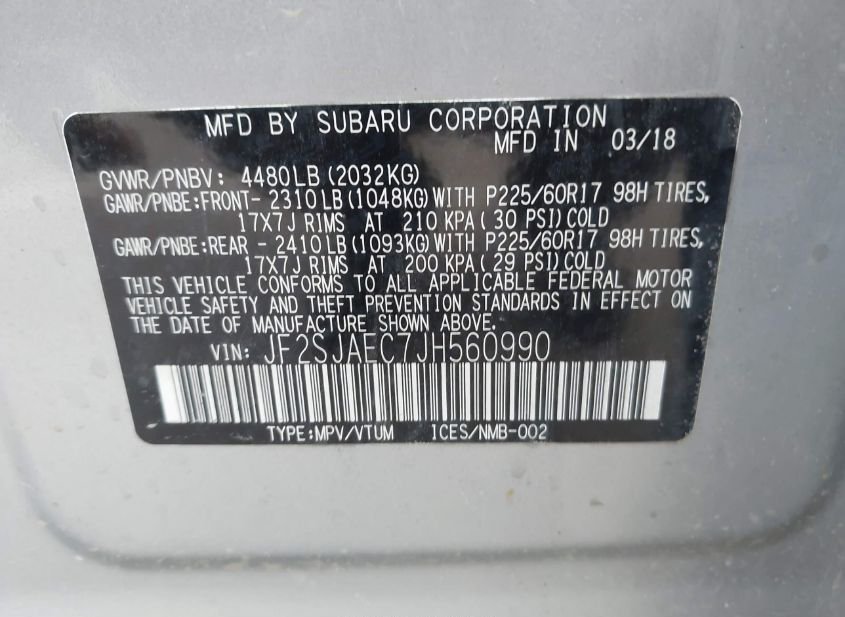 MFD BY SUBARU CORPORATION
MFD IN 03/18
GVWR/PNBV: 4480LB (2032KG)
GAWR/PNBE:FRONT- 2310LB(1048KG)WITH P225/60R17 98H TIRES,
17X7J RIMS AT 210 KPA( 30 PSI)COLD
GAWR/PNBE:REAR - 2410LB(1093KG)WITH P225/60R17 98H TIRES,
17X7J RIMS AT 200 KPA( 29 PSI)COLD
THIS VEHICLE CONFORMS TO ALL APPLICABLE FEDERAL MOTOR
VEHICLE SAFETY AND THEFT PREVENTION STANDARDS IN EFFECT ON
THE DATE OF MANUFACTURE SHOWN ABOVE.
VIN: JF2SJAEC7JH560990
TYPE:MPV/VTUM ICES/NMB-002